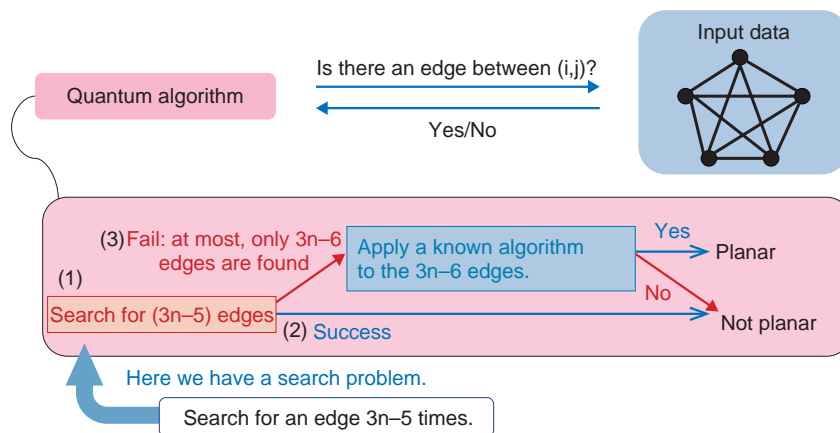 Input data
Is there an edge between (i,j)?
Quantum algorithm
Yes/No
(3) Fail: at most, only 3n–6
edges are found
Apply a known algorithm
to the 3n–6 edges.
Yes
Planar
(1)
No
Search for (3n–5) edges
(2) Success
Not planar
Here we have a search problem.
Search for an edge 3n–5 times.